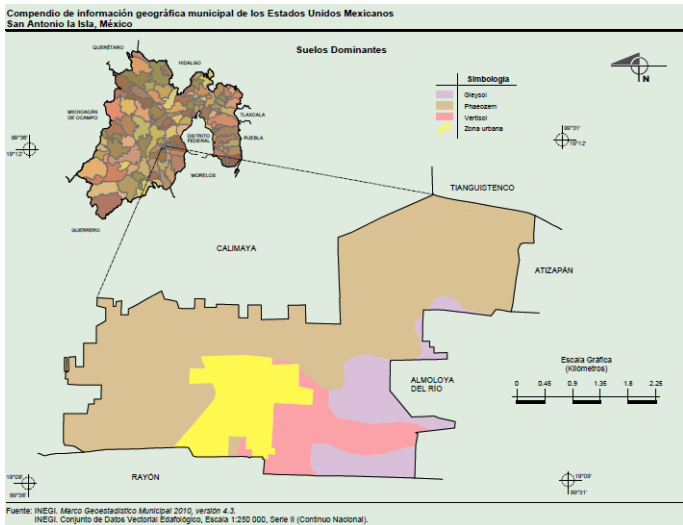 Compendio de información geográfica municipal de los Estados Unidos Mexicanos
San Antonio la Isla, México
Suelos Dominantes
QUERÉTARO
HIDALGO
MICHOACÁN
DE OCAMPO
TLAXCALA
DISTRITO
FEDERAL
PUEBLA
MORELOS
GUERRERO
99°36'
19°12'
N
Simbología
Gleysol
Phaeozem
Vertisol
Zona urbana
99°31'
19°12'
TIANGUISTENCO
CALIMAYA
ATIZAPÁN
ALMOLOYA
DEL RÍO
RAYÓN
Escala Gráfica
(Kilómetros)
0 0.45 0.9 1.35 1.8 2.25
19°09'
99°36'
19°09'
99°31'
Fuente: INEGI. Marco Geoestadístico Municipal 2010, versión 4.3.
INEGI. Conjunto de Datos Vectorial Edafológico, Escala 1:250 000, Serie II (Continuo Nacional).